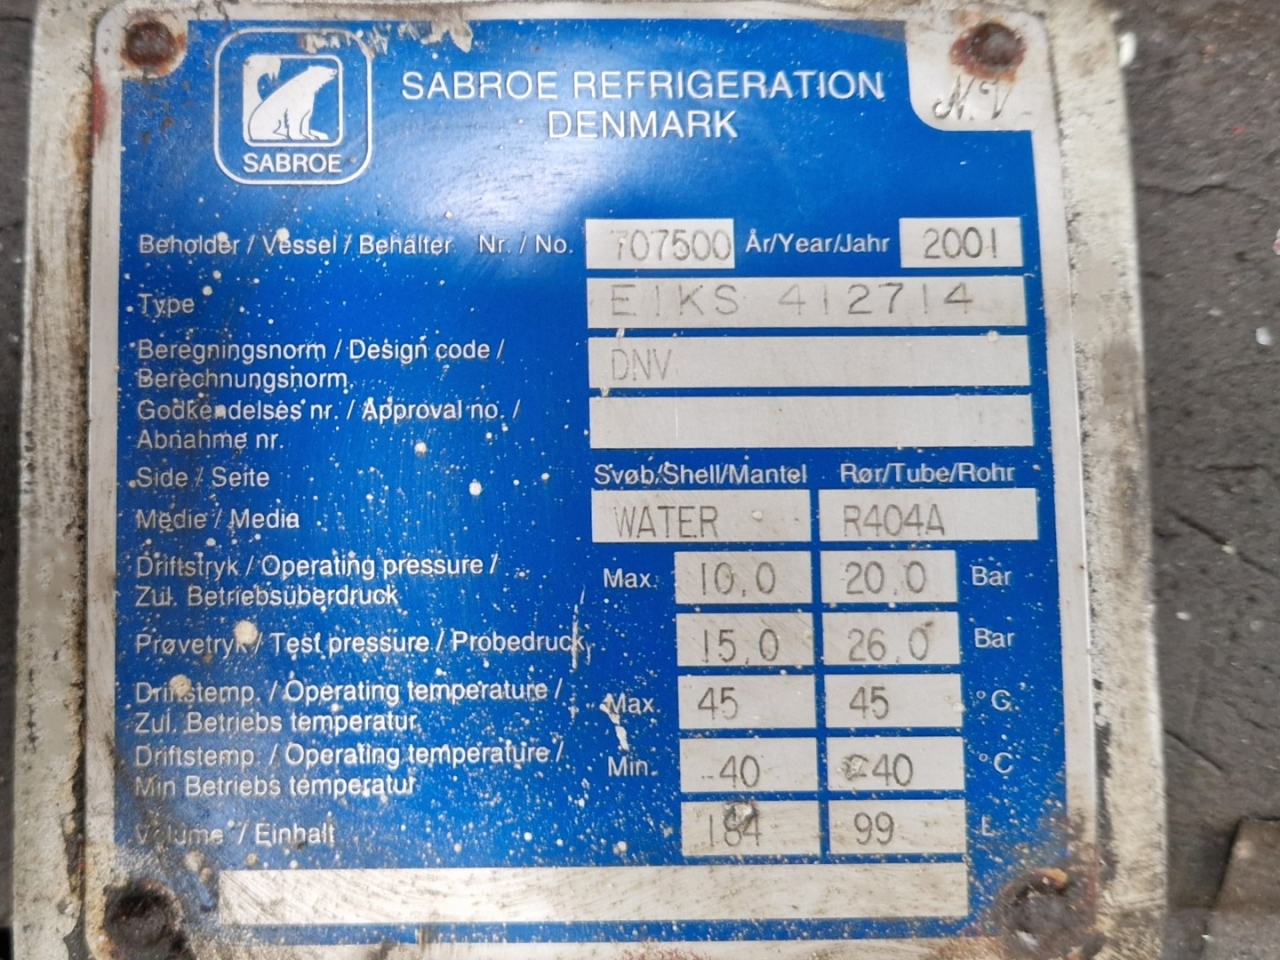 SABROE
SABROE REFRIGERATION
DENMARK
N.V
Beholder / Vessel / Behälter Nr. / No. 707500 År/Year/Jahr 2001
Type E1KS 412714
Beregningsnorm / Design code /
Berechnungsnorm. DNV
Godkendelses nr. / Approval no. /
Abnahme nr.
Side / Seite Svøb/Shell/Mantel Rør/Tube/Rohr
Medie / Media WATER R404A
Driftstryk / Operating pressure /
Zul. Betriebsüberdruck Max. 10.0 20.0 Bar
Prøvetryk / Test pressure / Probedruck 15.0 26.0 Bar
Driftstemp. / Operating temperature /
Zul. Betriebs temperatur Max. 45 45 °C
Driftstemp. / Operating temperature /
Min Betriebs temperatur Min. -40 -40 °C
Volume / Einhalt 184 99 L